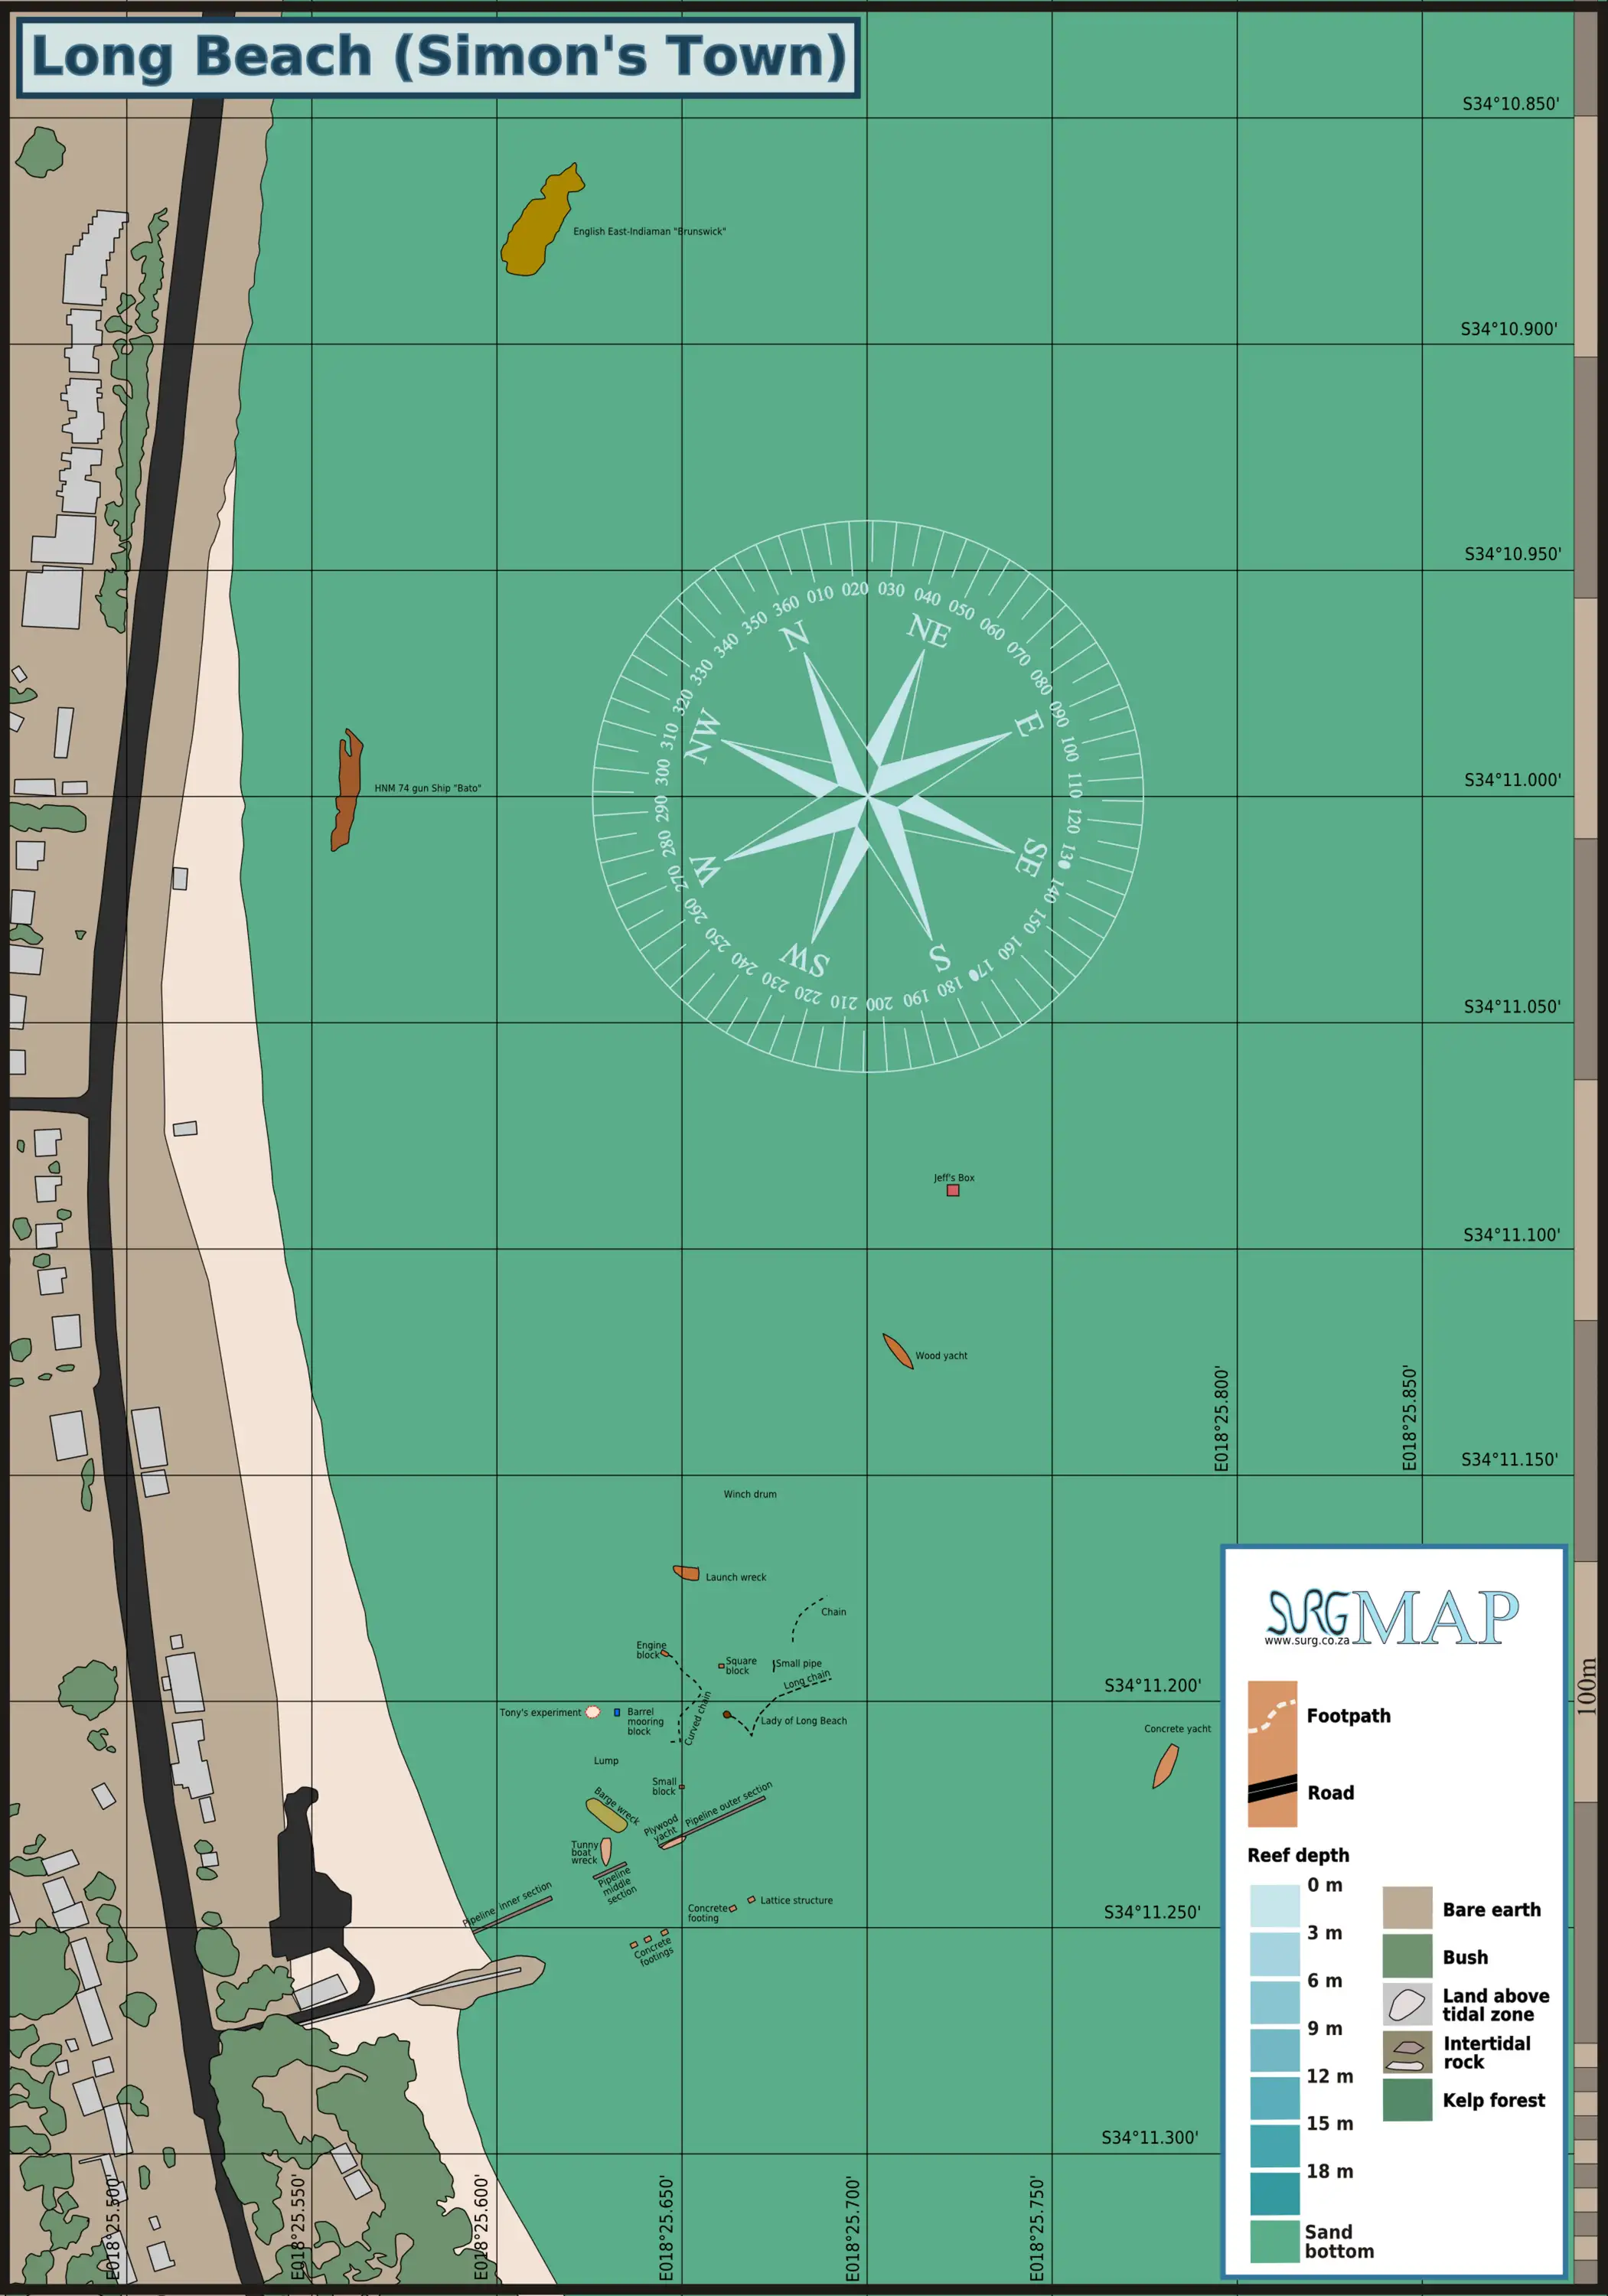 Long Beach (Simon's Town)
S34°10.850'
English East-Indiaman "Brunswick"
S34°10.900'
S34°10.950'
360 010 020 030 040 050 060 070 080 090 100 110 120 130 140 150 160 170 180 190 200 210 220 230 240 250 260 270 280 290 300 310 320 330 340 350
N
NE
E
SE
S
SW
W
NW
HNM 74 gun Ship "Bato"
S34°11.000'
S34°11.050'
Jeff's Box
S34°11.100'
Wood yacht
E018°25.800'
E018°25.850'
S34°11.150'
Winch drum
Launch wreck
Chain
Engine
block
Square
block
Small pipe
Long chain
S34°11.200'
Tony's experiment
Barrel
mooring
block
Curved chain
Lady of Long Beach
Concrete yacht
Lump
Small
block
Barge wreck
Plywood
yacht
Pipeline outer section
Tunny
boat
wreck
Pipeline
middle
section
Pipeline inner section
Lattice structure
Concrete
footing
S34°11.250'
Concrete
footings
S34°11.300'
E018°25.500'
E018°25.550'
E018°25.600'
E018°25.650'
E018°25.700'
E018°25.750'
SURG MAP
www.surg.co.za
Footpath
Road
Reef depth
0 m
3 m
6 m
9 m
12 m
15 m
18 m
Sand
bottom
Bare earth
Bush
Land above
tidal zone
Intertidal
rock
Kelp forest
100m